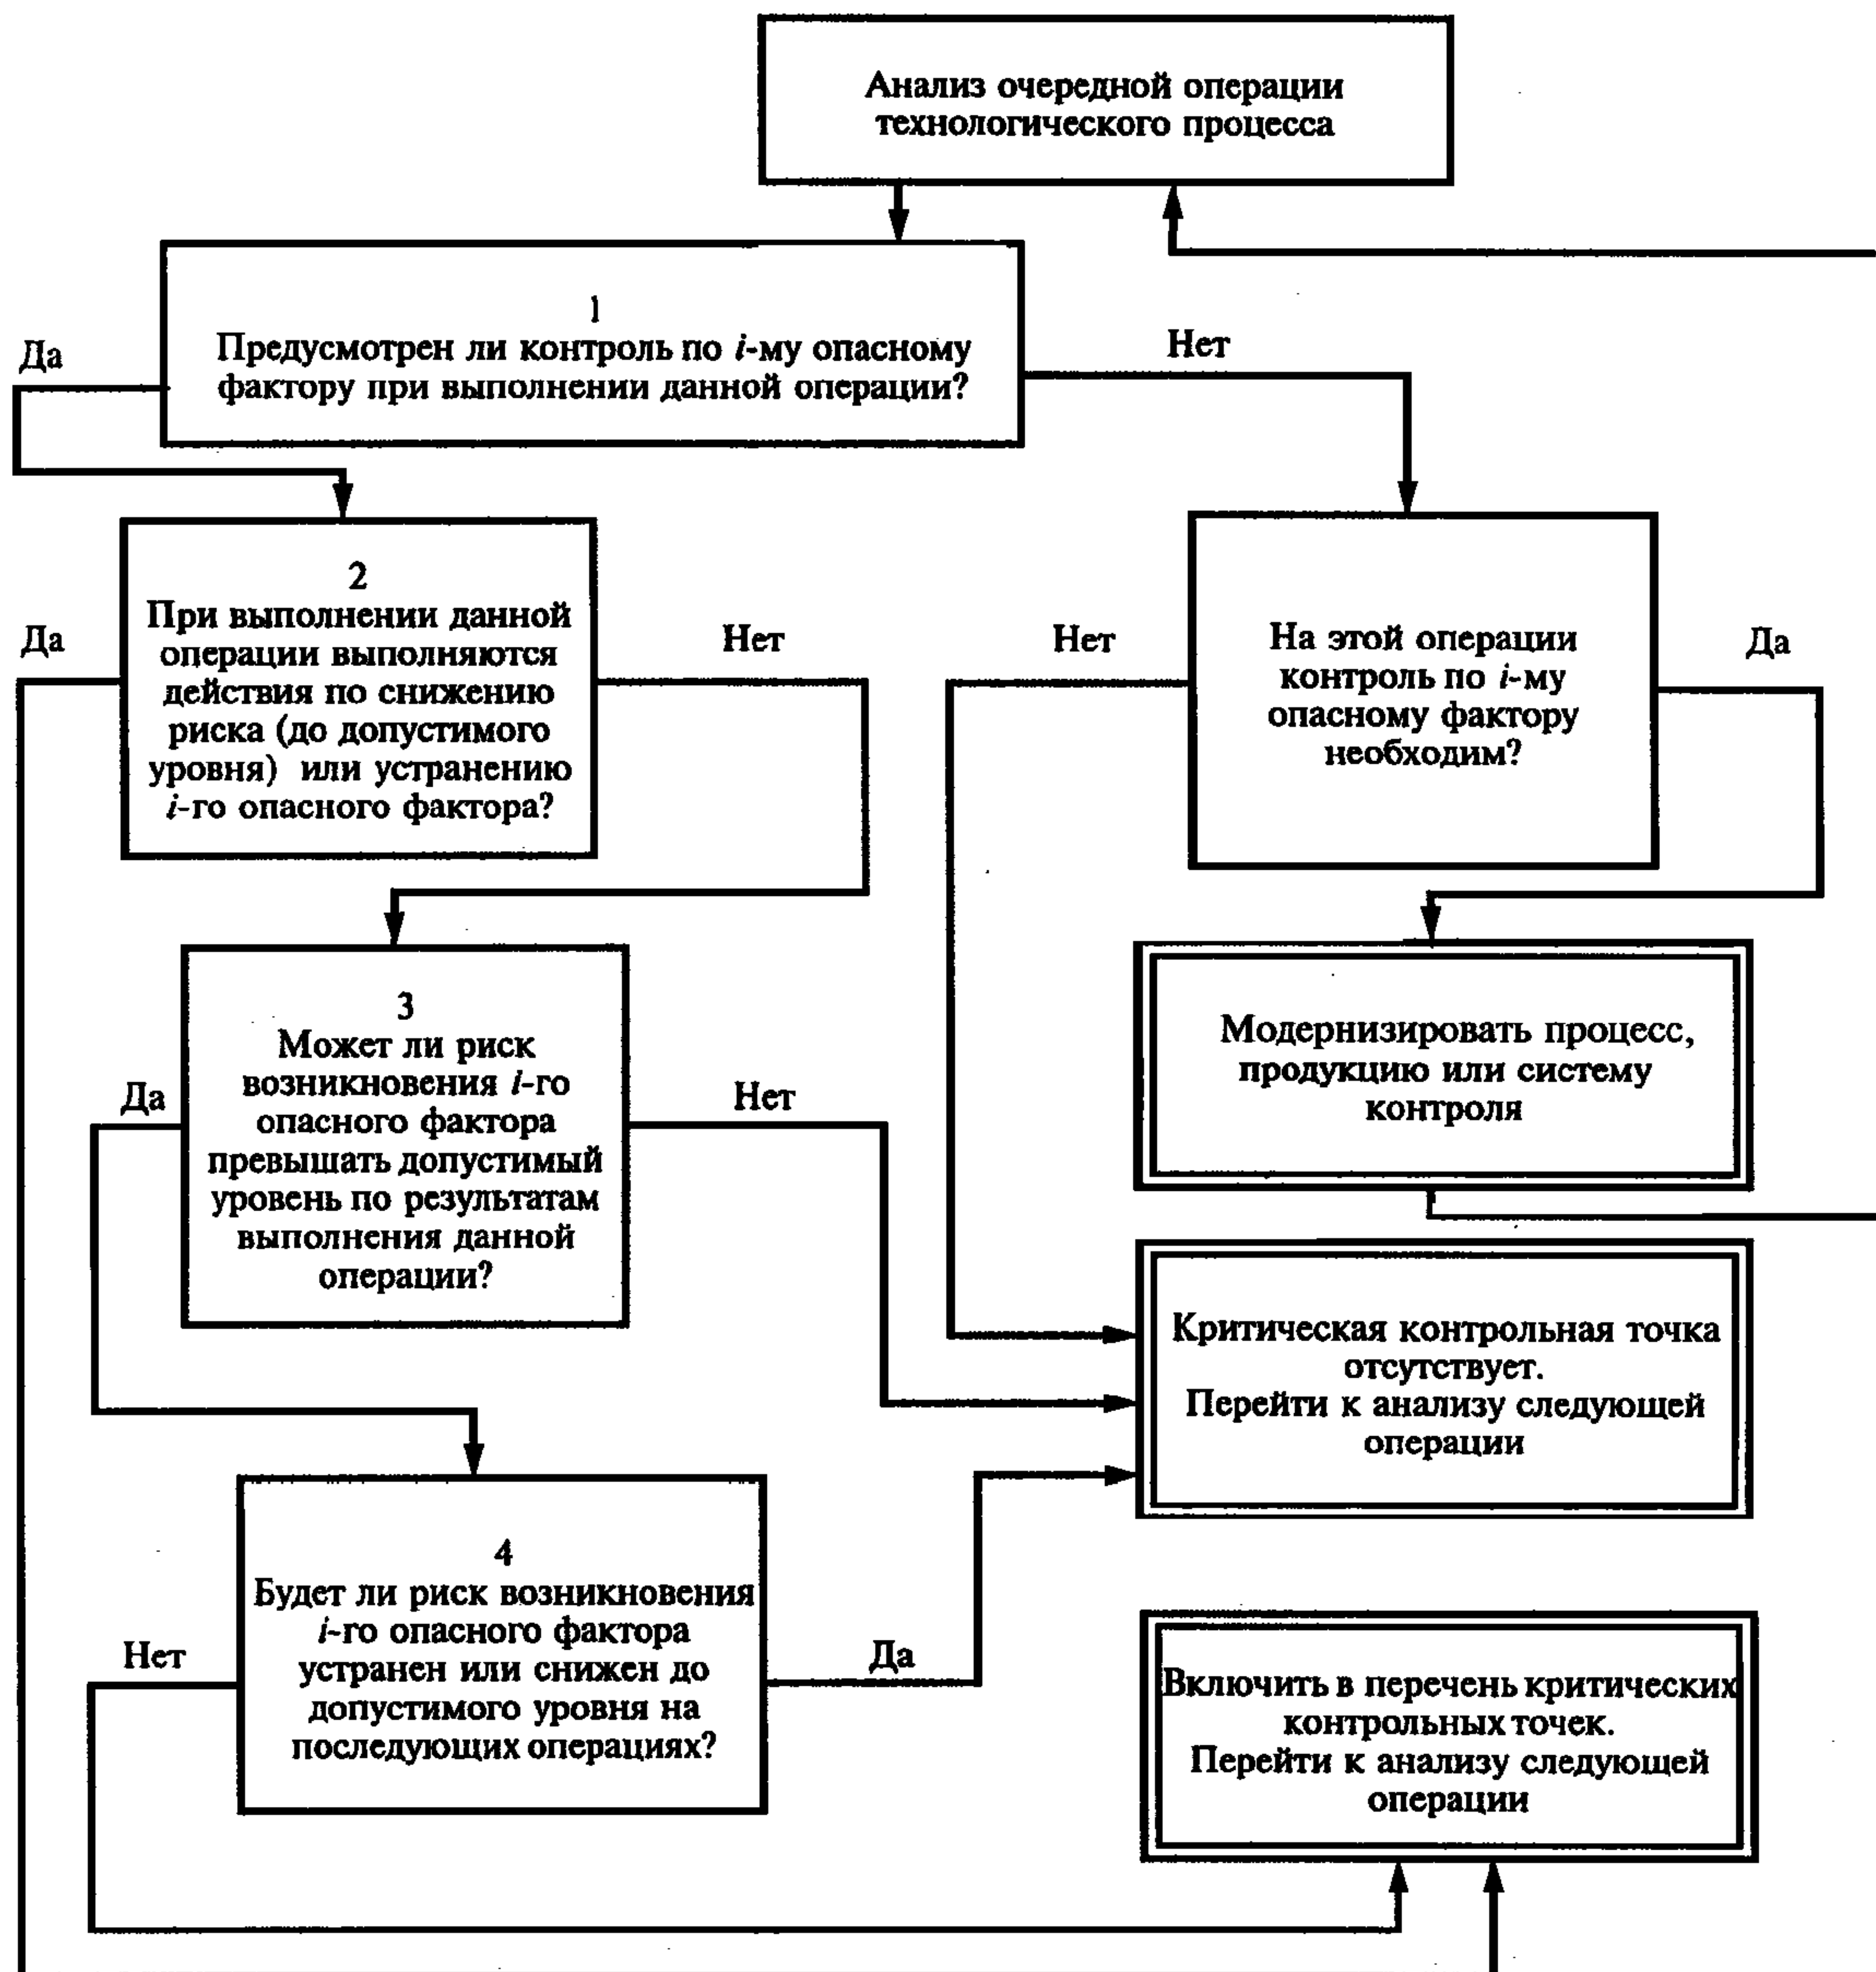 Анализ очередной операции
технологического процесса
1
Предусмотрен ли контроль по i-му опасному
фактору при выполнении данной операции?
Да
Нет
2
При выполнении данной
операции выполняются
действия по снижению
риска (до допустимого
уровня) или устранению
i-го опасного фактора?
Да
Нет
Нет
На этой операции
контроль по i-му
опасному фактору
необходим?
Да
3
Может ли риск
возникновения i-го
опасного фактора
превышать допустимый
уровень по результатам
выполнения данной
операции?
Да
Нет
Модернизировать процесс,
продукцию или систему
контроля
Критическая контрольная точка
отсутствует.
Перейти к анализу следующей
операции
4
Будет ли риск возникновения
i-го опасного фактора
устранен или снижен до
допустимого уровня на
последующих операциях?
Нет
Да
Включить в перечень критических
контрольных точек.
Перейти к анализу следующей
операции